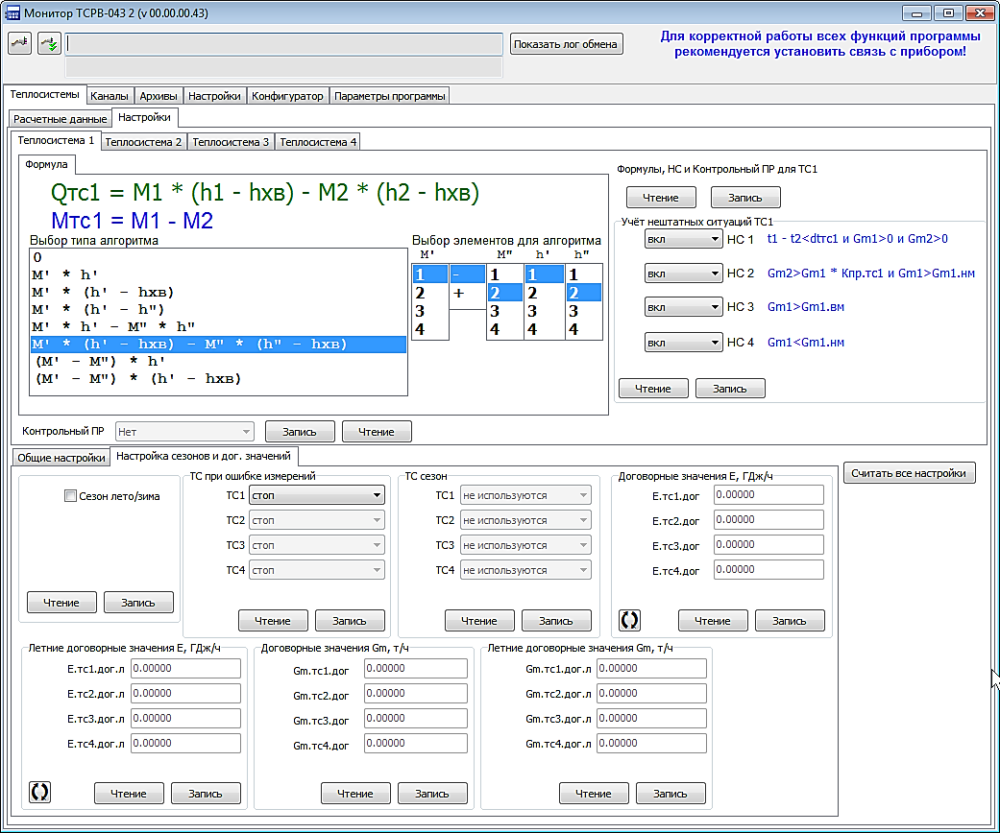 Монитор ТСРВ-043 2 (v 00.00.00.43)
Показать лог обмена
Для корректной работы всех функций программы
рекомендуется установить связь с прибором!
Теплосистемы Каналы Архивы Настройки Конфигуратор Параметры программы
Расчетные данные Настройки
Теплосистема 1 Теплосистема 2 Теплосистема 3 Теплосистема 4
Формула
Qтс1 = M1 * (h1 - hхв) - M2 * (h2 - hхв)
Mтс1 = M1 - M2
Выбор типа алгоритма
0
M' * h'
M' * (h' - hхв)
M' * (h' - h")
M' * h' - M" * h"
M' * (h' - hхв) - M" * (h" - hхв)
(M' - M") * h'
(M' - M") * (h' - hхв)
Выбор элементов для алгоритма
M' M" h' h"
1 - 1 1 1
2 + 2 2 2
3 3 3 3
4 4 4 4
Формулы, НС и Контрольный ПР для ТС1
Чтение Запись
Учёт нештатных ситуаций ТС1
вкл НС 1 t1 - t2<dtтс1 и Gm1>0 и Gm2>0
вкл НС 2 Gm2>Gm1 * Kпр.тс1 и Gm1>Gm1.нм
вкл НС 3 Gm1>Gm1.вм
вкл НС 4 Gm1<Gm1.нм
Чтение Запись
Контрольный ПР Нет Запись Чтение
Общие настройки Настройка сезонов и дог. значений
Считать все настройки
Сезон лето/зима
Чтение Запись
ТС при ошибке измерений
ТС1 стоп
ТС2 стоп
ТС3 стоп
ТС4 стоп
Чтение Запись
ТС сезон
ТС1 не используются
ТС2 не используются
ТС3 не используются
ТС4 не используются
Чтение Запись
Договорные значения E, ГДж/ч
E.тс1.дог 0.00000
E.тс2.дог 0.00000
E.тс3.дог 0.00000
E.тс4.дог 0.00000
Чтение Запись
Летние договорные значения E, ГДж/ч
E.тс1.дог.л 0.00000
E.тс2.дог.л 0.00000
E.тс3.дог.л 0.00000
E.тс4.дог.л 0.00000
Чтение Запись
Договорные значения Gm, т/ч
Gm.тс1.дог 0.00000
Gm.тс2.дог 0.00000
Gm.тс3.дог 0.00000
Gm.тс4.дог 0.00000
Чтение Запись
Летние договорные значения Gm, т/ч
Gm.тс1.дог.л 0.00000
Gm.тс2.дог.л 0.00000
Gm.тс3.дог.л 0.00000
Gm.тс4.дог.л 0.00000
Чтение Запись